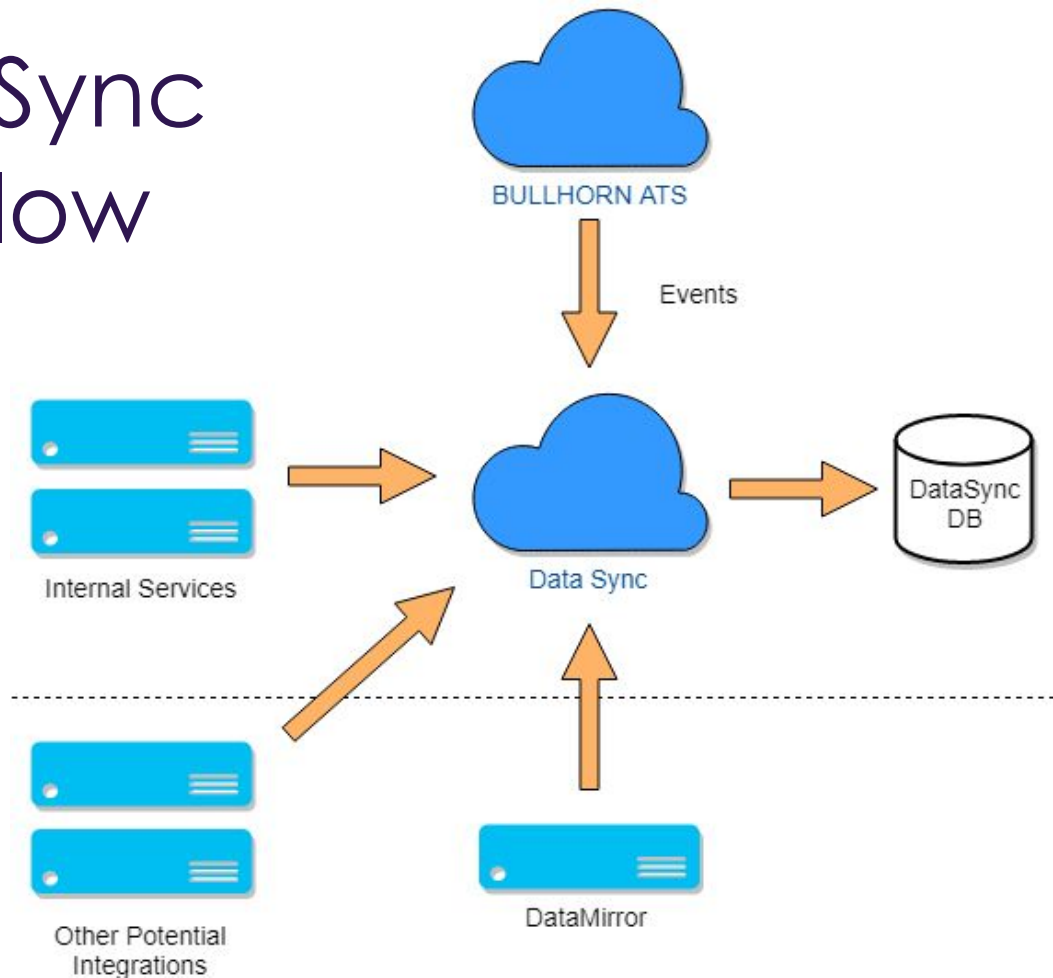 Sync
low
BULLHORN ATS
Events
Internal Services
Data Sync
DataSync
DB
Other Potential
Integrations
DataMirror